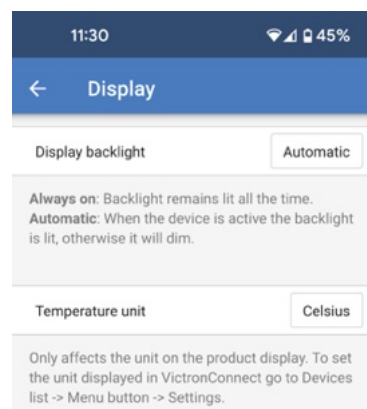 11:30 45%
Display
Display backlight Automatic
Always on: Backlight remains lit all the time.
Automatic: When the device is active the backlight
is lit, otherwise it will dim.
Temperature unit Celsius
Only affects the unit on the product display. To set
the unit displayed in VictronConnect go to Devices
list -> Menu button -> Settings.